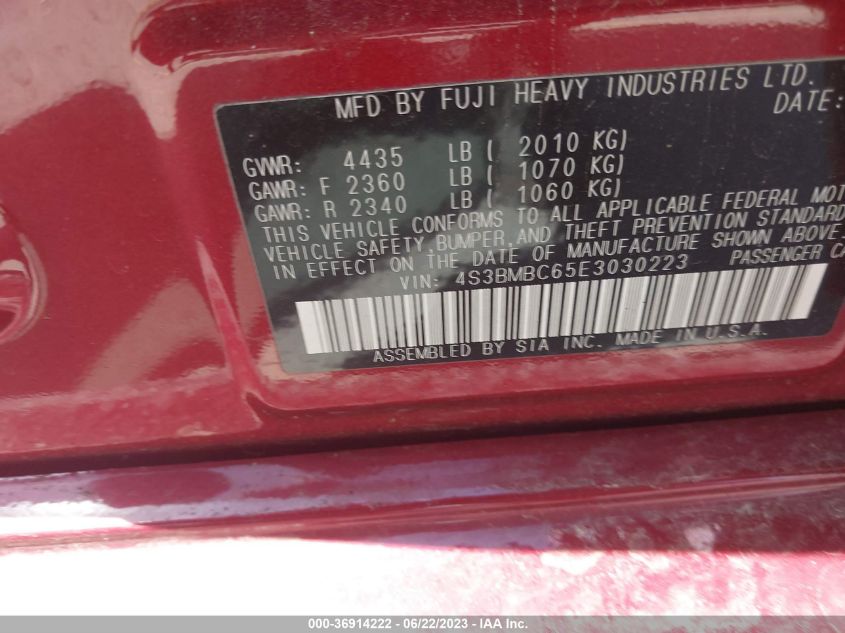 MFD BY FUJI HEAVY INDUSTRIES LTD.
DATE:
GVWR: 4435 LB ( 2010 KG)
GAWR: F 2360 LB ( 1070 KG)
GAWR: R 2340 LB ( 1060 KG)
THIS VEHICLE CONFORMS TO ALL APPLICABLE FEDERAL MOT
VEHICLE SAFETY, BUMPER, AND THEFT PREVENTION STANDARD
IN EFFECT ON THE DATE OF MANUFACTURE SHOWN ABOVE.
VIN: 4S3BMBC65E3030223 PASSENGER CA
ASSEMBLED BY SIA INC. MADE IN U.S.A.
000-36914222 - 06/22/2023 - © IAA Inc.